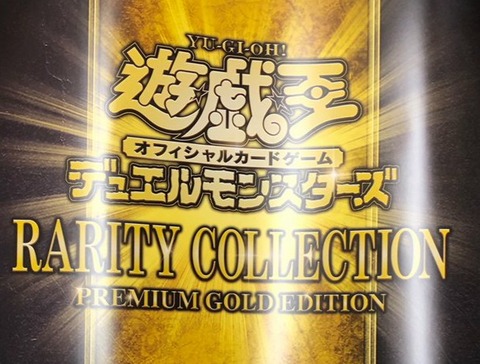 YU-GI-OH!
遊☆戯☆王
オフィシャルカードゲーム
デュエルモンスターズ
RARITY COLLECTION
PREMIUM GOLD EDITION